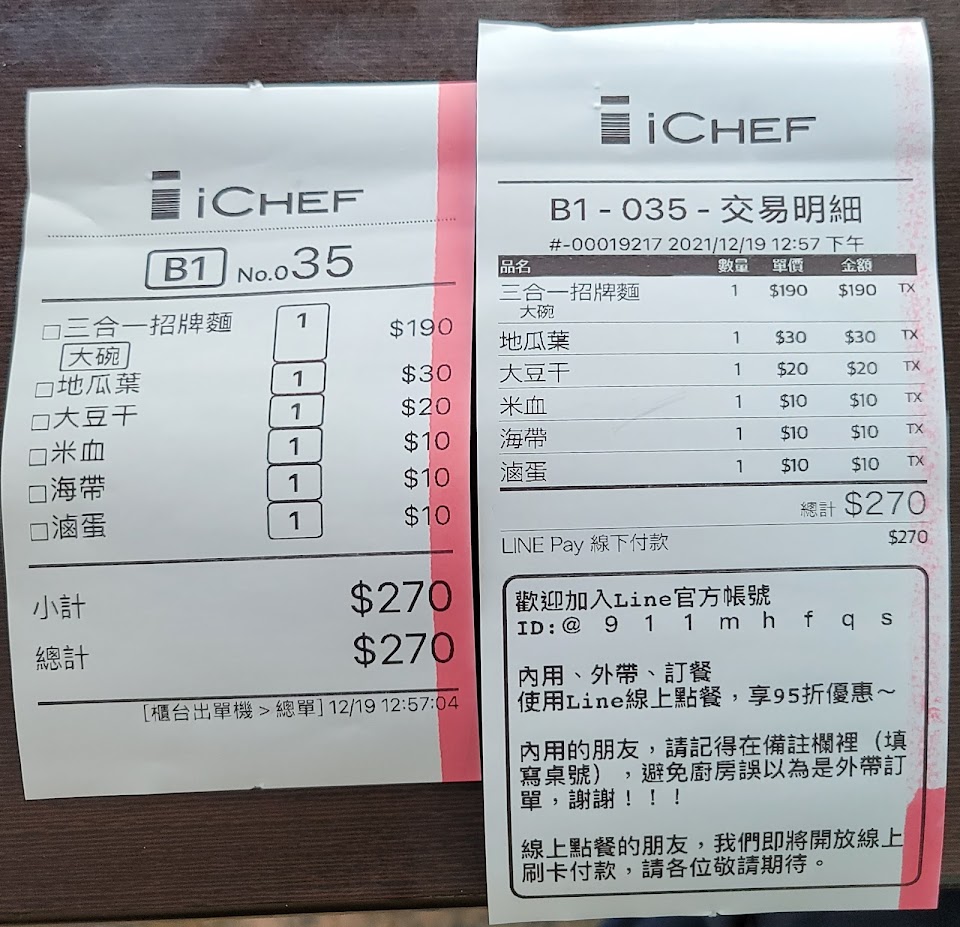 iCHEF
B1 No.035
□三合一招牌麵 1 $190
大碗
□地瓜葉 1 $30
□大豆干 1 $20
□米血 1 $10
□海帶 1 $10
□滷蛋 1 $10
小計 $270
總計 $270
[櫃台出單機 > 總單] 12/19 12:57:04
iCHEF
B1 - 035 - 交易明細
#-00019217 2021/12/19 12:57 下午
品名 數量 單價 金額
三合一招牌麵 1 $190 $190 TX
大碗
地瓜葉 1 $30 $30 TX
大豆干 1 $20 $20 TX
米血 1 $10 $10 TX
海帶 1 $10 $10 TX
滷蛋 1 $10 $10 TX
總計 $270
LINE Pay 線下付款 $270
歡迎加入Line官方帳號
ID:@ 9 1 1 m h f q s
內用、外帶、訂餐
使用Line線上點餐，享95折優惠～
內用的朋友，請記得在備註欄裡（填
寫桌號），避免廚房誤以為是外帶訂
單，謝謝！！！
線上點餐的朋友，我們即將開放線上
刷卡付款，請各位敬請期待。